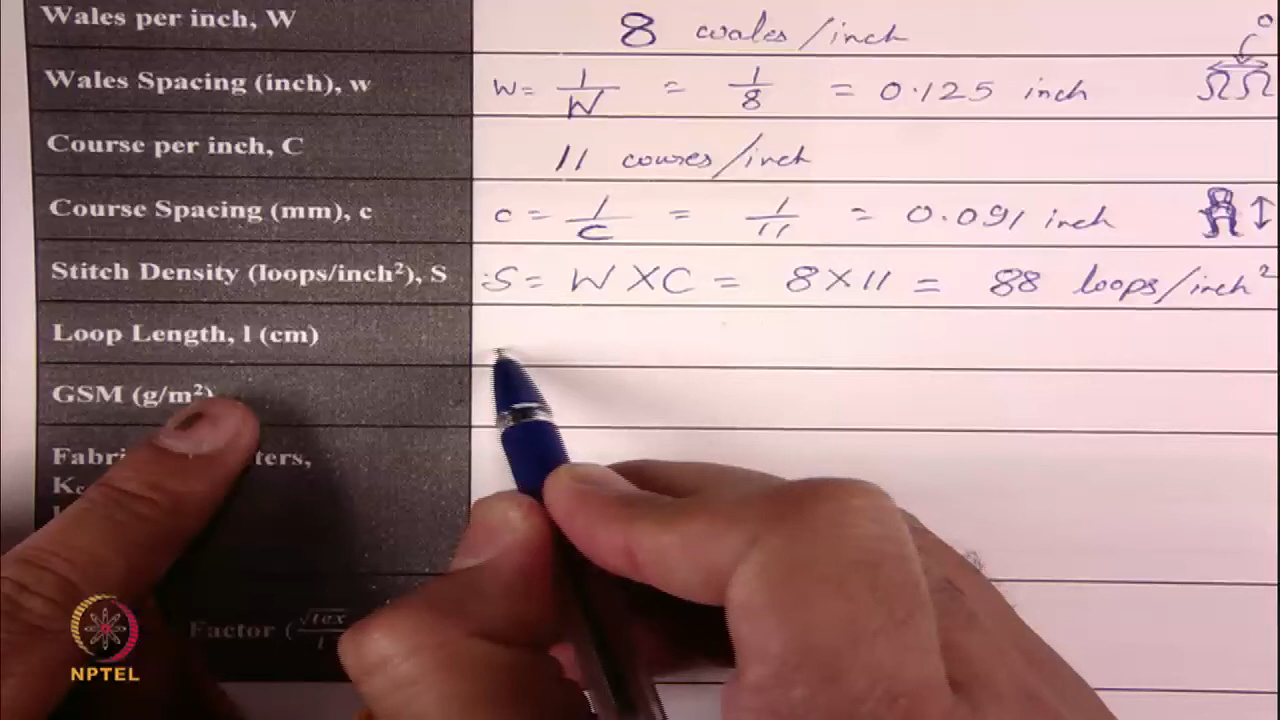 Wales per inch, W 8 wales/inch
Wales Spacing (inch), w w = 1/W = 1/8 = 0.125 inch
Course per inch, C 11 courses/inch
Course Spacing (mm), c c = 1/C = 1/11 = 0.091 inch
Stitch Density (loops/inch²), S S = W X C = 8 X 11 = 88 loops/inch²
Loop Length, l (cm)
GSM (g/m²)
Factor (√tex/l
NPTEL